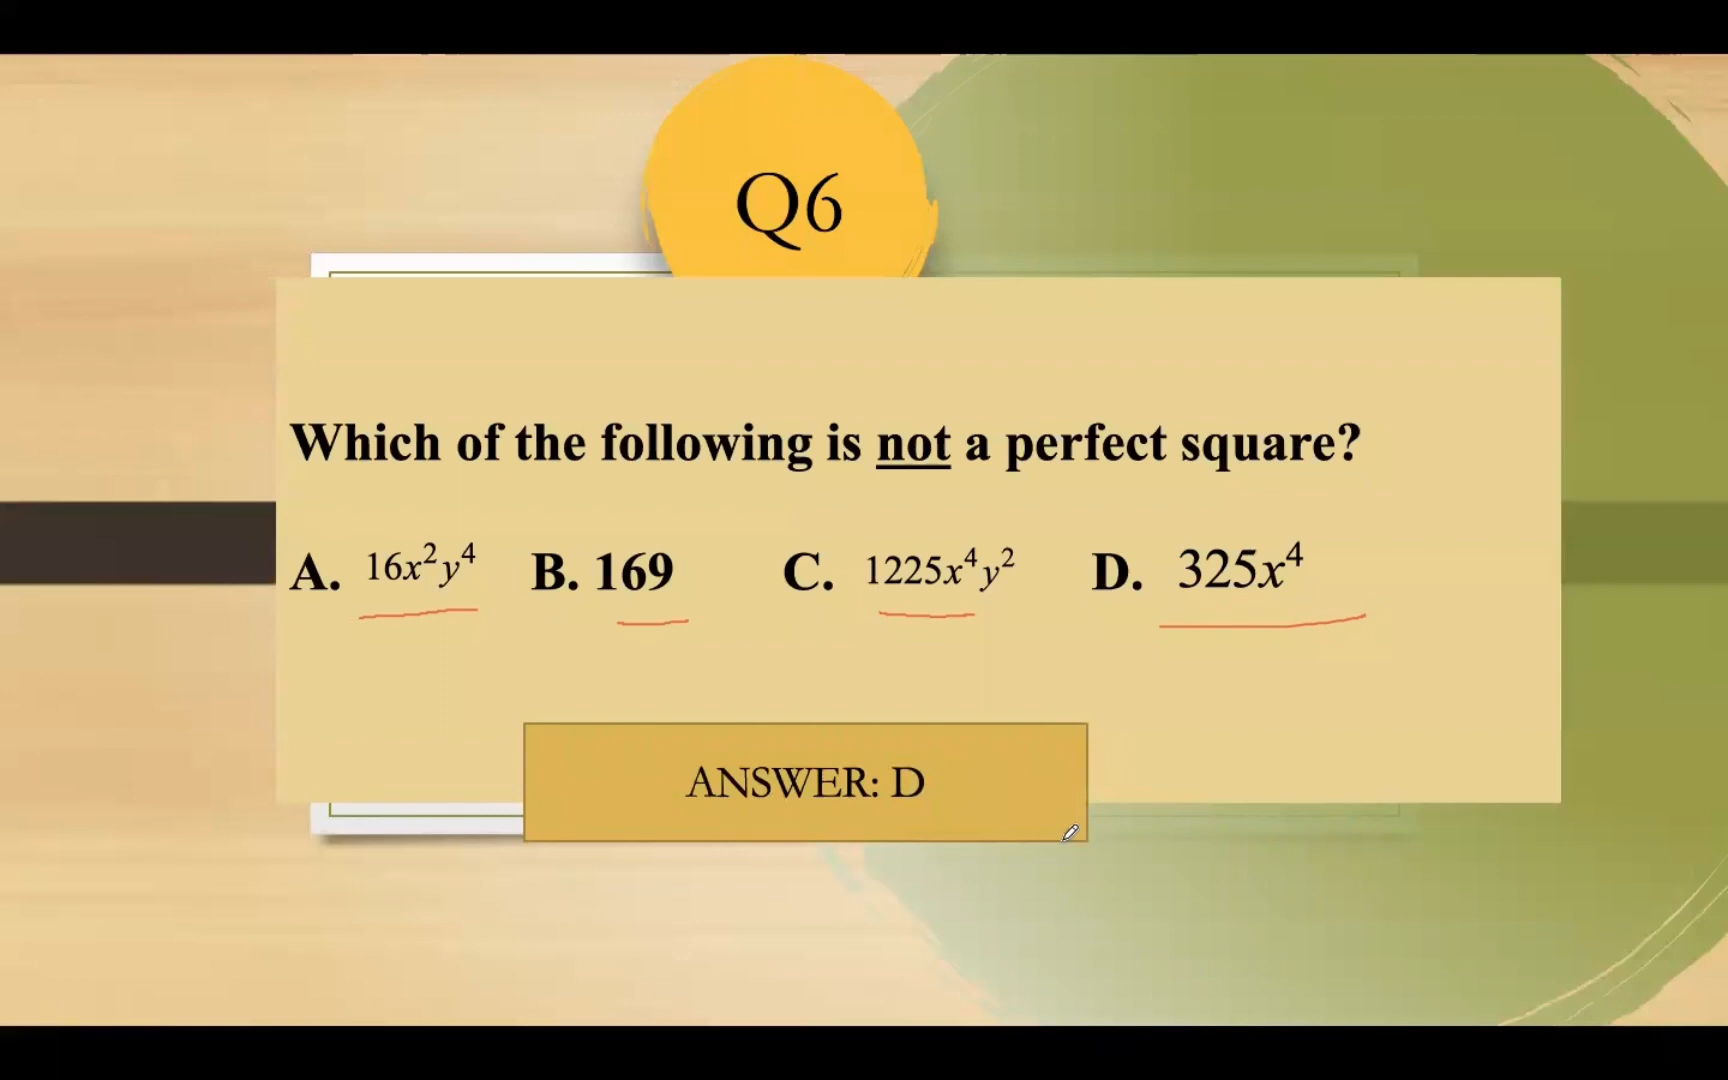 Q6
Which of the following is not a perfect square?
A. 16x²y⁴ B. 169 C. 1225x⁴y² D. 325x⁴
ANSWER: D